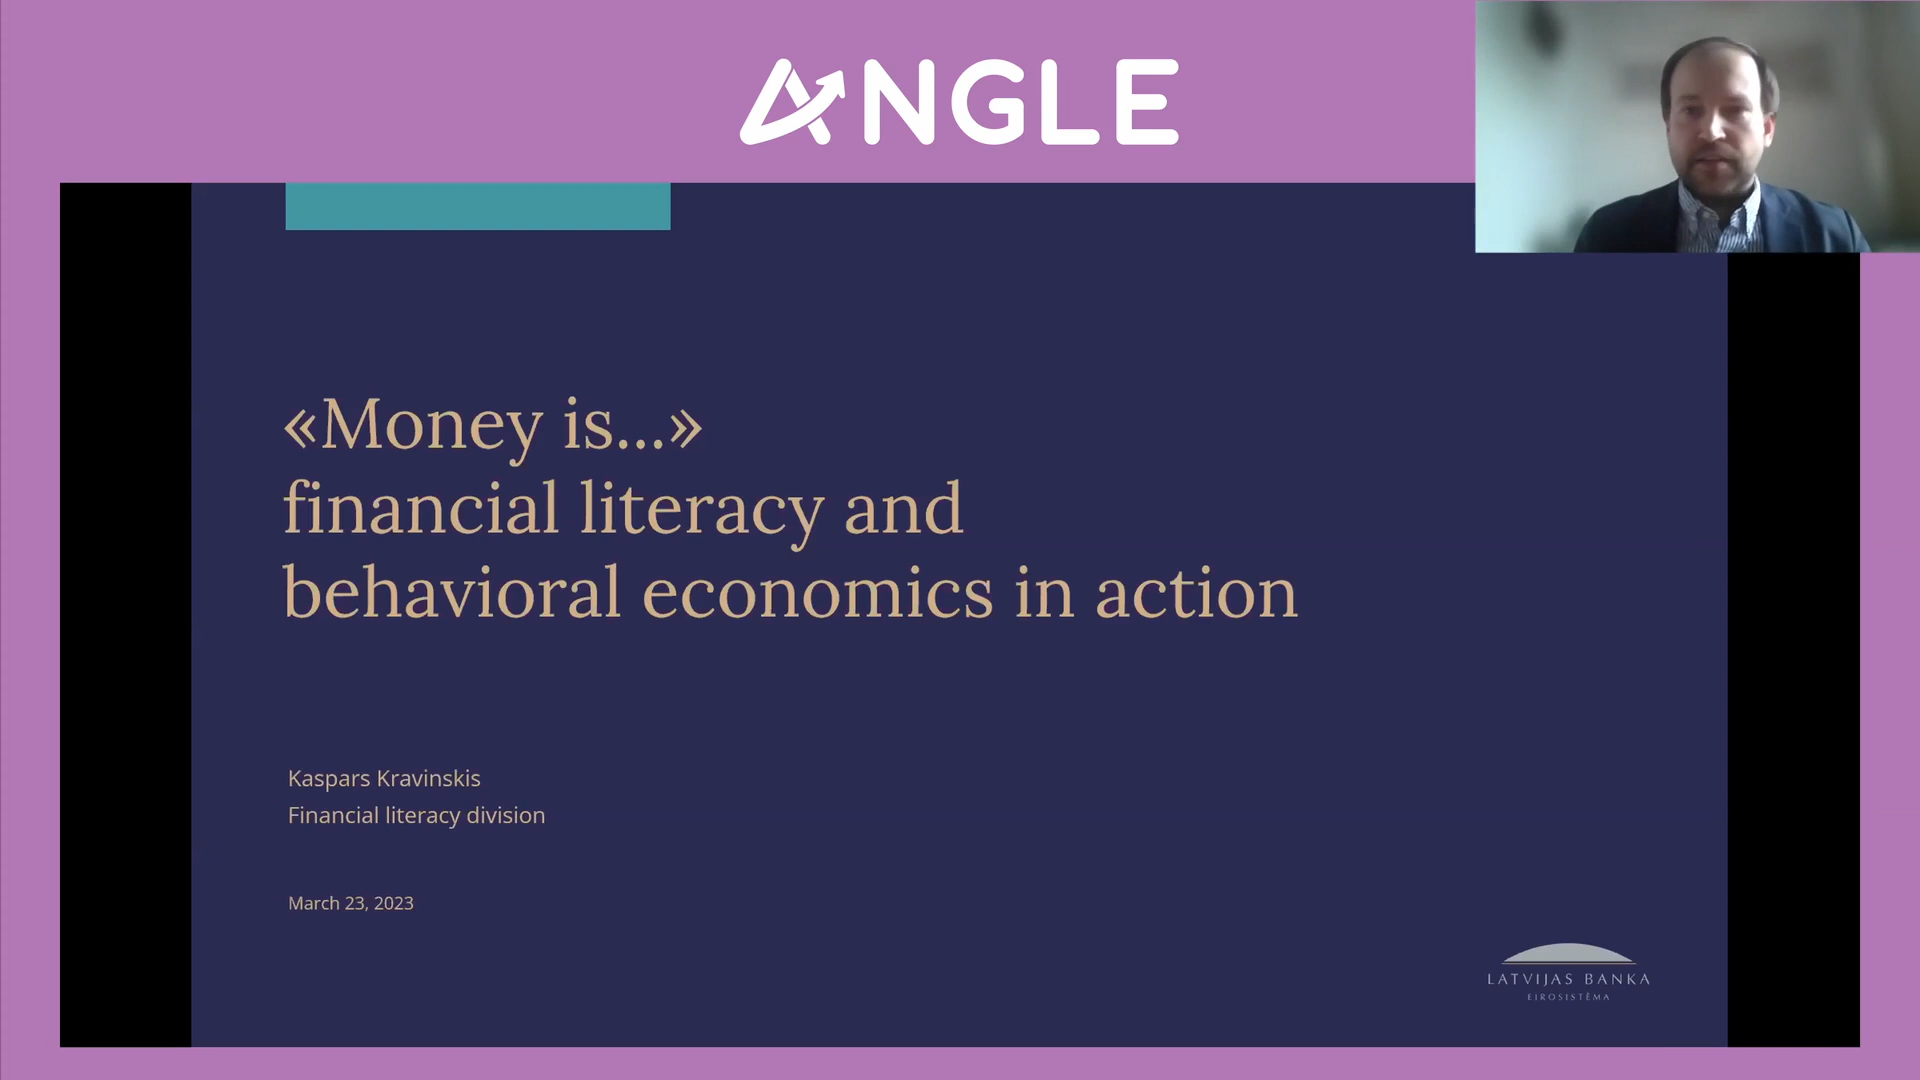 ANGLE
«Money is...»
financial literacy and
behavioral economics in action
Kaspars Kravinskis
Financial literacy division
March 23, 2023
LATVIJAS BANKA
EIROSISTĒMA